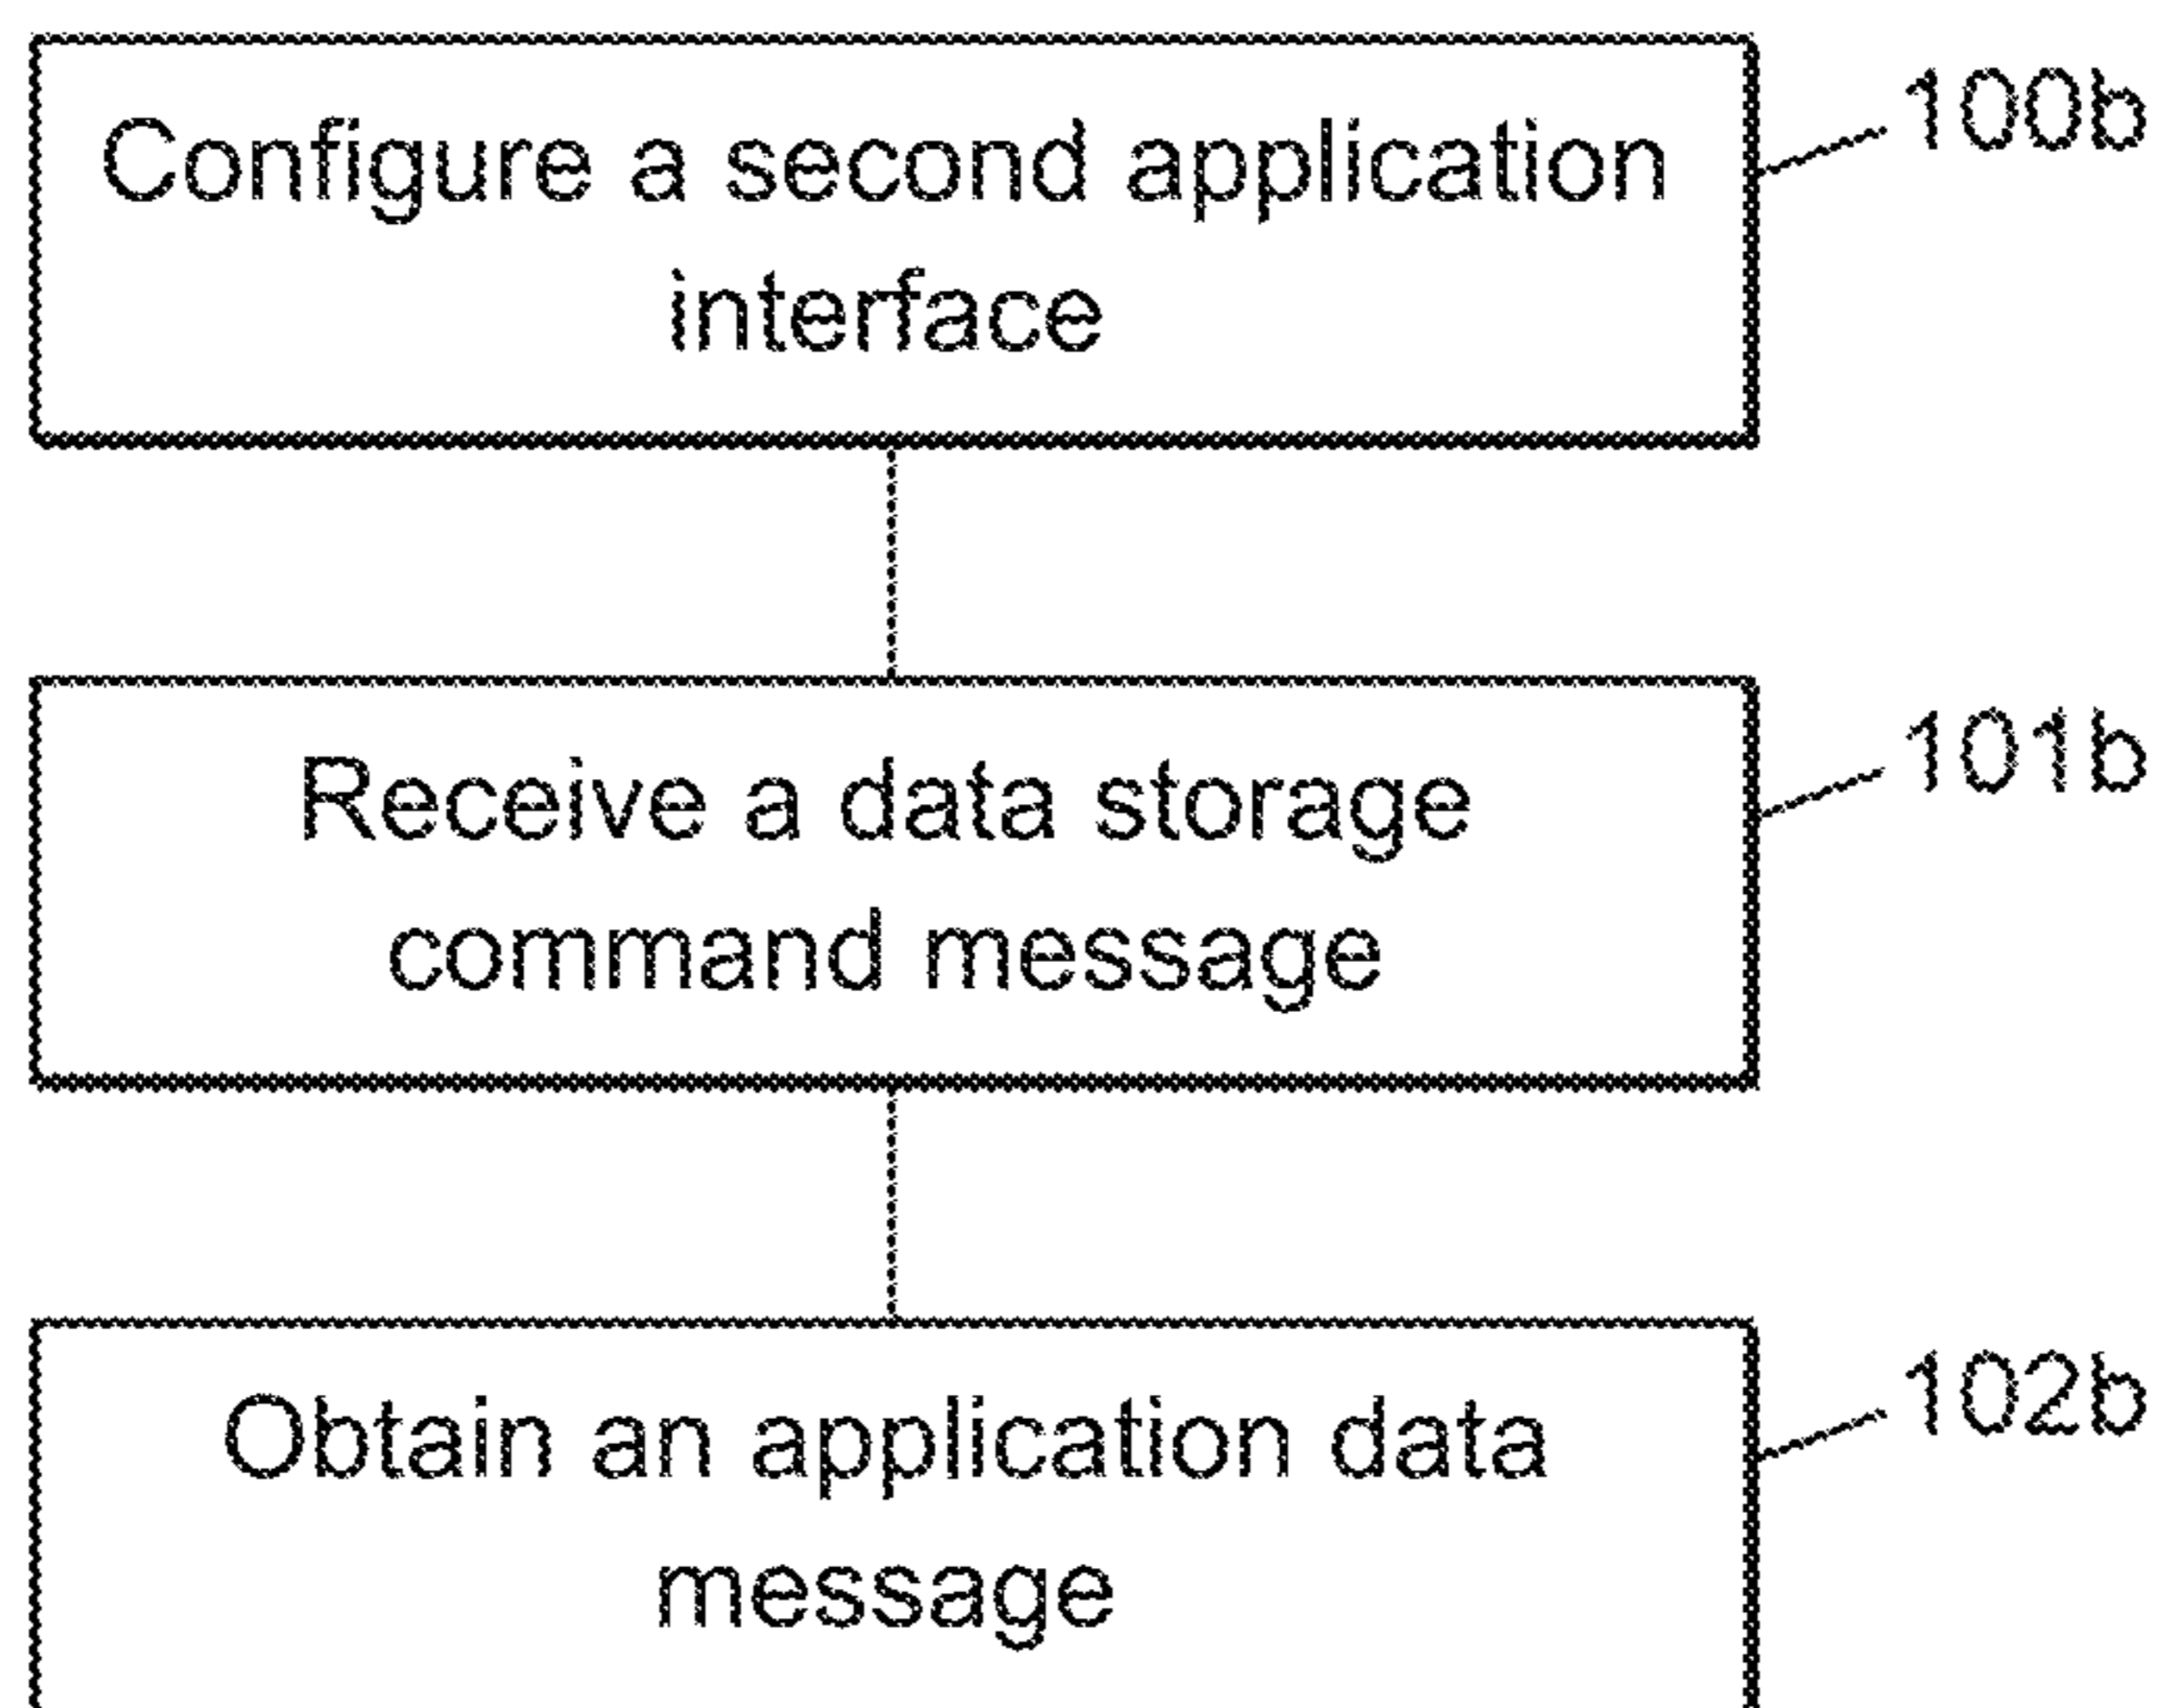 Configure a second application
interface
100b
Receive a data storage
command message
101b
Obtain an application data
message
102b